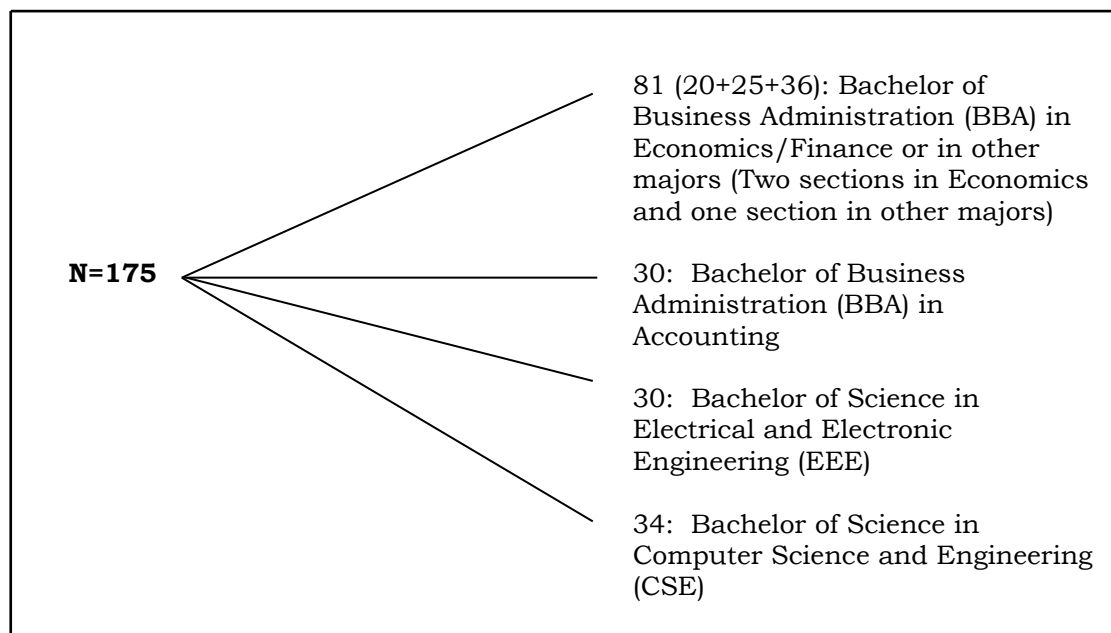 81 (20+25+36): Bachelor of
Business Administration (BBA) in
Economics/Finance or in other
majors (Two sections in Economics
and one section in other majors)
N=175
30: Bachelor of Business
Administration (BBA) in
Accounting
30: Bachelor of Science in
Electrical and Electronic
Engineering (EEE)
34: Bachelor of Science in
Computer Science and Engineering
(CSE)